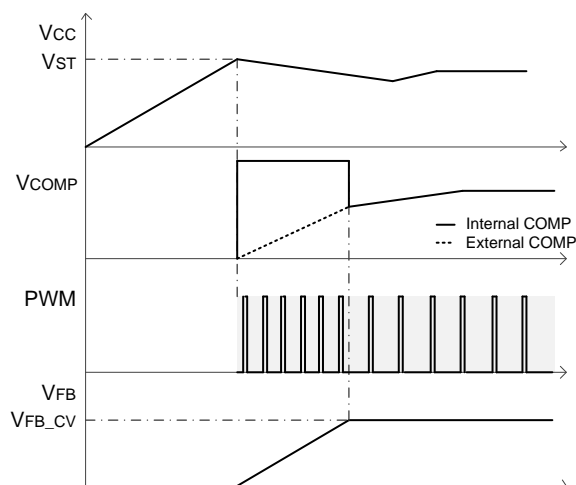 VCC
VST
VCOMP
Internal COMP
External COMP
PWM
VFB
VFB_CV